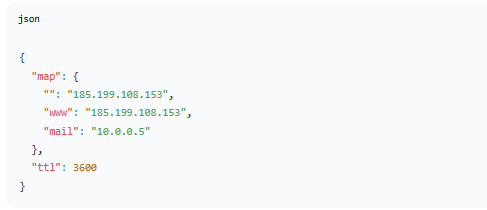 json
{
"map": {
"": "185.199.108.153",
"www": "185.199.108.153",
"mail": "10.0.0.5"
},
"ttl": 3600
}